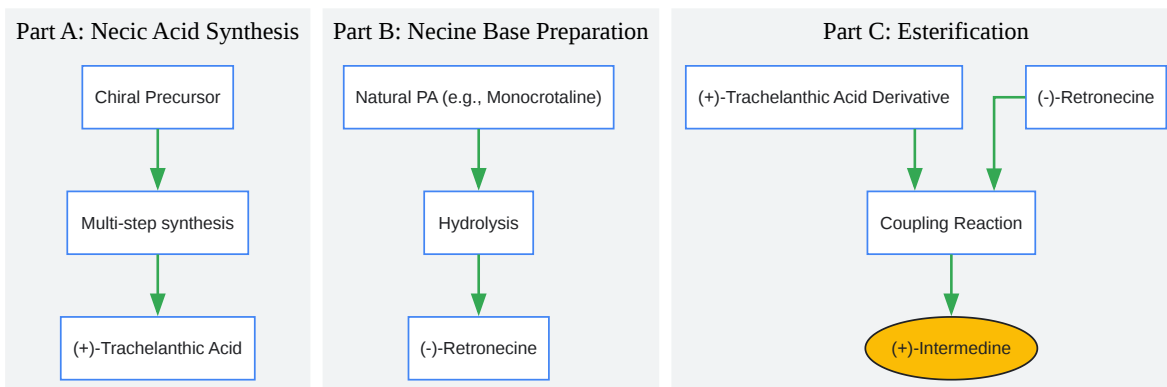 Part A: Necic Acid Synthesis
Chiral Precursor
Multi-step synthesis
(+)-Trachelanthic Acid
Part B: Necine Base Preparation
Natural PA (e.g., Monocrotaline)
Hydrolysis
(-)-Retronecine
Part C: Esterification
(+)-Trachelanthic Acid Derivative
(-)-Retronecine
Coupling Reaction
(+)-Intermedine